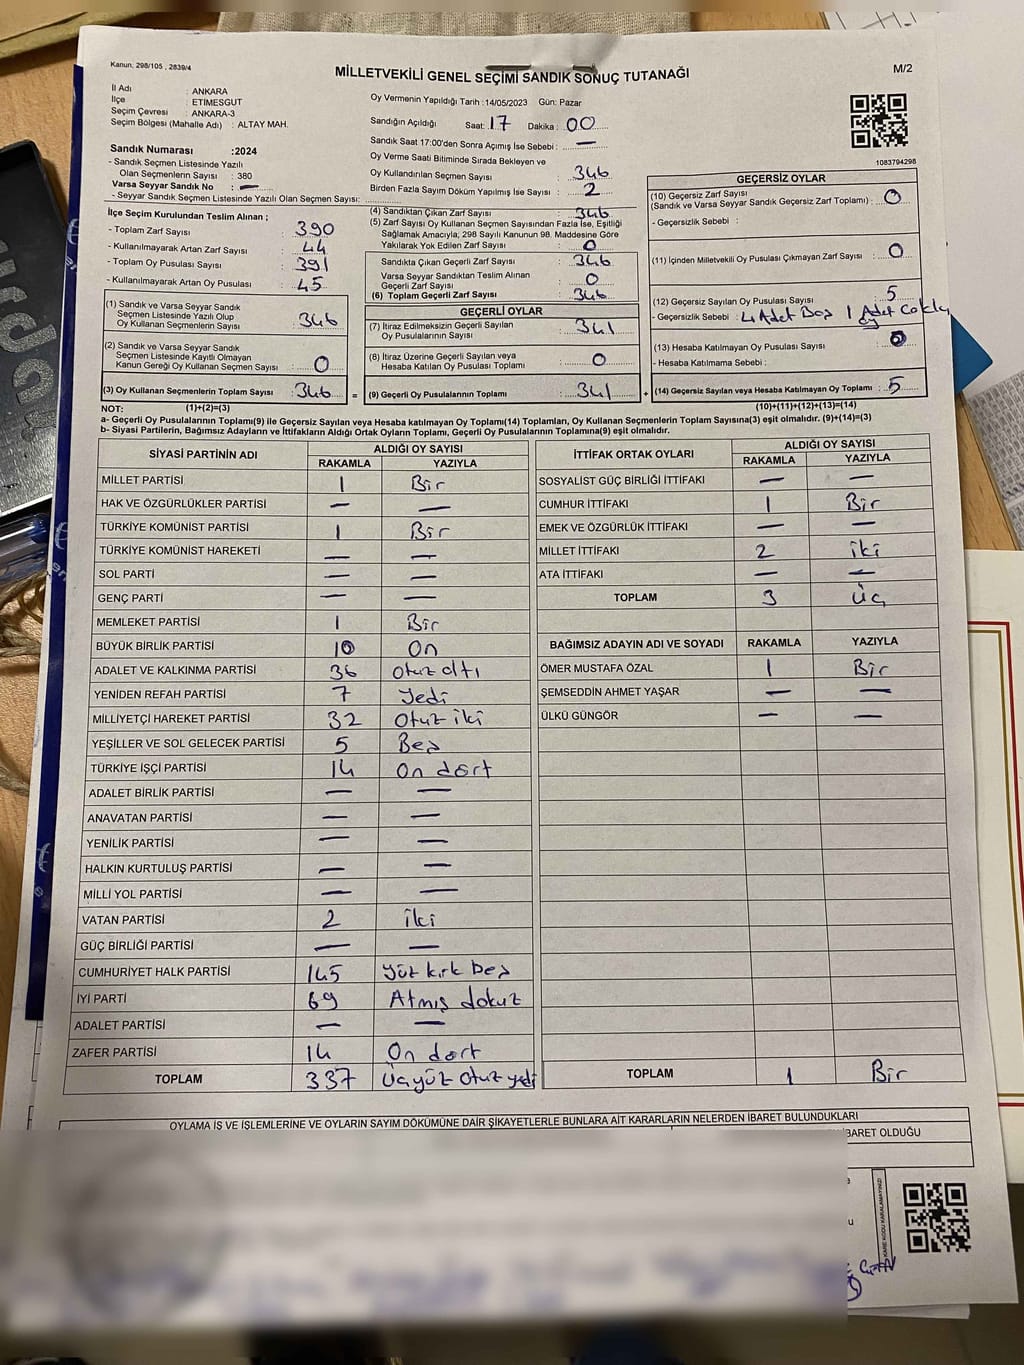 Kanun, 298/105 , 2839/4
MİLLETVEKİLİ GENEL SEÇİMİ SANDIK SONUÇ TUTANAĞI
M/2
İl Adı : ANKARA
İlçe : ETİMESGUT
Seçim Çevresi : ANKARA-3
Seçim Bölgesi (Mahalle Adı) : ALTAY MAH.
Sandık Numarası :2024
- Sandık Seçmen Listesinde Yazılı
Olan Seçmenlerin Sayısı : 380
Varsa Seyyar Sandık No : —
- Seyyar Sandık Seçmen Listesinde Yazılı Olan Seçmen Sayısı:
Oy Vermenin Yapıldığı Tarih :14/05/2023 Gün: Pazar
Sandığın Açıldığı Saat: 17 Dakika : 00
Sandık Saat 17:00'den Sonra Açımış İse Sebebi : —
Oy Verme Saati Bitiminde Sırada Bekleyen ve
Oy Kullandırılan Seçmen Sayısı : 346
Birden Fazla Sayım Döküm Yapılmış İse Sayısı : 2
1083794298
İlçe Seçim Kurulundan Teslim Alınan ;
- Toplam Zarf Sayısı : 390
- Kullanılmayarak Artan Zarf Sayısı : 44
- Toplam Oy Pusulası Sayısı : 391
- Kullanılmayarak Artan Oy Pusulası : 45
(1) Sandık ve Varsa Seyyar Sandık
Seçmen Listesinde Yazılı Olup
Oy Kullanan Seçmenlerin Sayısı : 346
(2) Sandık ve Varsa Seyyar Sandık
Seçmen Listesinde Kayıtlı Olmayan
Kanun Gereği Oy Kullanan Seçmen Sayısı : 0
(3) Oy Kullanan Seçmenlerin Toplam Sayısı : 346 =
(4) Sandıktan Çıkan Zarf Sayısı : 346
(5) Zarf Sayısı Oy Kullanan Seçmen Sayısından Fazla İse, Eşitliği
Sağlamak Amacıyla; 298 Sayılı Kanunun 98. Maddesine Göre
Yakılarak Yok Edilen Zarf Sayısı : 0
Sandıkta Çıkan Geçerli Zarf Sayısı : 346
Varsa Seyyar Sandıktan Teslim Alınan
Geçerli Zarf Sayısı : 0
(6) Toplam Geçerli Zarf Sayısı : 346
GEÇERLİ OYLAR
(7) İtiraz Edilmeksizin Geçerli Sayılan
Oy Pusulalarının Sayısı : 341
(8) İtiraz Üzerine Geçerli Sayılan veya
Hesaba Katılan Oy Pusulası Toplamı : 0
(9) Geçerli Oy Pusulalarının Toplamı : 341 +
GEÇERSİZ OYLAR
(10) Geçersiz Zarf Sayısı
(Sandık ve Varsa Seyyar Sandık Geçersiz Zarf Toplamı) : 0
- Geçersizlik Sebebi :
(11) İçinden Milletvekili Oy Pusulası Çıkmayan Zarf Sayısı : 0
(12) Geçersiz Sayılan Oy Pusulası Sayısı : 5
- Geçersizlik Sebebi : 4 Adet Boş 1 Adet Çoklu oy
(13) Hesaba Katılmayan Oy Pusulası Sayısı : 0
- Hesaba Katılmama Sebebi :
(14) Geçersiz Sayılan veya Hesaba Katılmayan Oy Toplamı : 5
NOT: (1)+(2)=(3) (10)+(11)+(12)+(13)=(14)
a- Geçerli Oy Pusulalarının Toplamı(9) ile Geçersiz Sayılan veya Hesaba katılmayan Oy Toplamı(14) Toplamları, Oy Kullanan Seçmenlerin Toplam Sayısına(3) eşit olmalıdır. (9)+(14)=(3)
b- Siyasi Partilerin, Bağımsız Adayların ve İttifakların Aldığı Ortak Oyların Toplamı, Geçerli Oy Pusulalarının Toplamına(9) eşit olmalıdır.
SİYASİ PARTİNİN ADI ALDIĞI OY SAYISI
RAKAMLA YAZIYLA
MİLLET PARTİSİ 1 Bir
HAK VE ÖZGÜRLÜKLER PARTİSİ — —
TÜRKİYE KOMÜNİST PARTİSİ 1 Bir
TÜRKİYE KOMÜNİST HAREKETİ — —
SOL PARTİ — —
GENÇ PARTİ — —
MEMLEKET PARTİSİ 1 Bir
BÜYÜK BİRLİK PARTİSİ 10 On
ADALET VE KALKINMA PARTİSİ 36 Otuz altı
YENİDEN REFAH PARTİSİ 7 Yedi
MİLLİYETÇİ HAREKET PARTİSİ 32 Otuz iki
YEŞİLLER VE SOL GELECEK PARTİSİ 5 Beş
TÜRKİYE İŞÇİ PARTİSİ 14 On dört
ADALET BİRLİK PARTİSİ — —
ANAVATAN PARTİSİ — —
YENİLİK PARTİSİ — —
HALKIN KURTULUŞ PARTİSİ — —
MİLLİ YOL PARTİSİ — —
VATAN PARTİSİ 2 İki
GÜÇ BİRLİĞİ PARTİSİ — —
CUMHURİYET HALK PARTİSİ 145 Yüz kırk beş
İYİ PARTİ 69 Atmış dokuz
ADALET PARTİSİ — —
ZAFER PARTİSİ 14 On dört
TOPLAM 337 Üçyüz otuz yedi
İTTİFAK ORTAK OYLARI ALDIĞI OY SAYISI
RAKAMLA YAZIYLA
SOSYALİST GÜÇ BİRLİĞİ İTTİFAKI — —
CUMHUR İTTİFAKI 1 Bir
EMEK VE ÖZGÜRLÜK İTTİFAKI — —
MİLLET İTTİFAKI 2 iki
ATA İTTİFAKI — —
TOPLAM 3 Üç
BAĞIMSIZ ADAYIN ADI VE SOYADI RAKAMLA YAZIYLA
ÖMER MUSTAFA ÖZAL 1 Bir
ŞEMSEDDİN AHMET YAŞAR — —
ÜLKÜ GÜNGÖR — —
TOPLAM 1 Bir
OYLAMA İŞ VE İŞLEMLERİNE VE OYLARIN SAYIM DÖKÜMÜNE DAİR ŞİKAYETLERLE BUNLARA AİT KARARLARIN NELERDEN İBARET BULUNDUKLARI
BARET OLDUĞU
KARE KODU KARALAMAYINIZ!